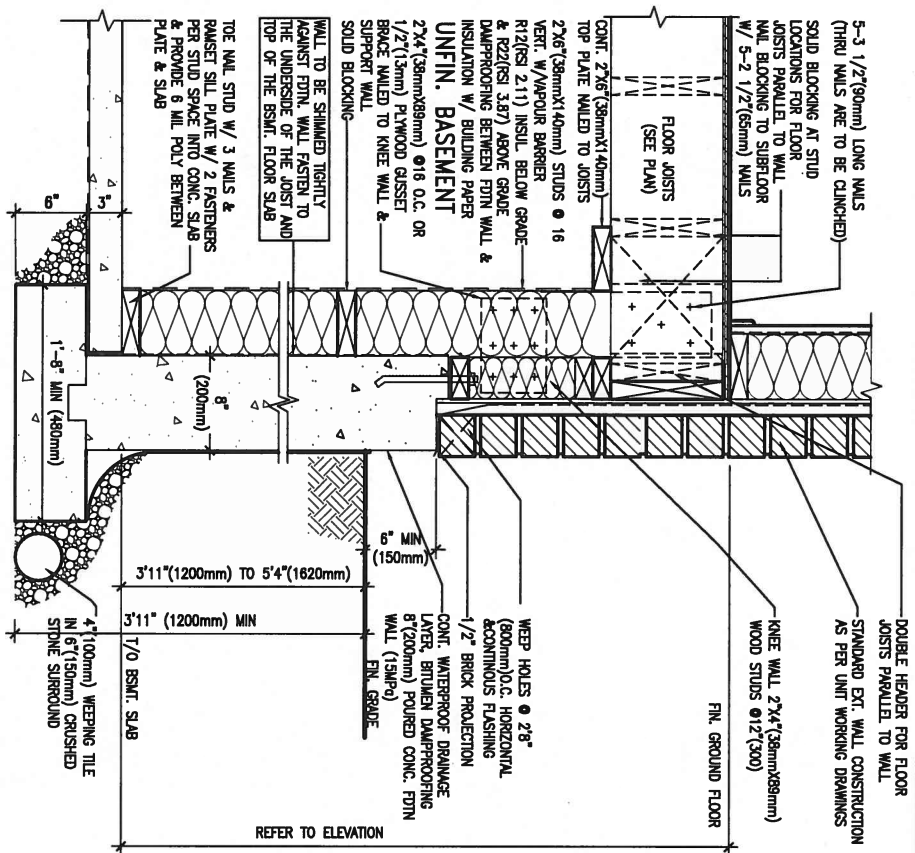 5-3 1/2"(90mm) LONG NAILS
(THRU NAILS ARE TO BE CLINCHED)
SOLID BLOCKING AT STUD
LOCATIONS FOR FLOOR
JOISTS PARALLEL TO WALL
NAIL BLOCKING TO SUBFLOOR
W/ 5-2 1/2"(65mm) NAILS
FLOOR JOISTS
(SEE PLAN)
CONT. 2"X6"(38mmX140mm)
TOP PLATE NAILED TO JOISTS
2"X6"(38mmX140mm) STUDS @ 16
VERT. W/VAPOUR BARRIER
R12(RSI 2.11) INSUL. BELOW GRADE
& R22(RSI 3.87) ABOVE GRADE
DAMPROOFING BETWEEN FDTN WALL &
INSULATION W/ BUILDING PAPER
UNFIN. BASEMENT
2"X4"(38mmX89mm) @16 O.C. OR
1/2"(13mm) PLYWOOD GUSSET
BRACE NAILED TO KNEE WALL &
SUPPORT WALL
SOLID BLOCKING
WALL TO BE SHIMMED TIGHTLY
AGAINST FDTN. WALL FASTEN TO
THE UNDERSIDE OF THE JOIST AND
TOP OF THE BSMT. FLOOR SLAB
TOE NAIL STUD W/ 3 NAILS &
RAMSET SILL PLATE W/ 2 FASTENERS
PER STUD SPACE INTO CONC. SLAB
& PROVIDE 6 MIL POLY BETWEEN
PLATE & SLAB
6"
3"
1'-8" MIN (480mm)
8"
(200mm)
DOUBLE HEADER FOR FLOOR
JOISTS PARALLEL TO WALL
STANDARD EXT. WALL CONSTRUCTION
AS PER UNIT WORKING DRAWINGS
FIN. GROUND FLOOR
KNEE WALL 2"X4"(38mmX89mm)
WOOD STUDS @12"(300)
WEEP HOLES @ 2'8"
(800mm)O.C. HORIZONTAL
&CONTINOUS FLASHING
1/2" BRICK PROJECTION
CONT. WATERPROOF DRAINAGE
LAYER, BITUMEN DAMPPROOFING
8"(200mm) POURED CONC. FDTN
WALL (15MPa)
FIN. GRADE
6" MIN
(150mm)
3'11"(1200mm) TO 5'4"(1620mm)
3'11" (1200mm) MIN
T/O BSMT. SLAB
4"(100mm) WEEPING TILE
IN 6"(150mm) CRUSHED
STONE SURROUND
REFER TO ELEVATION